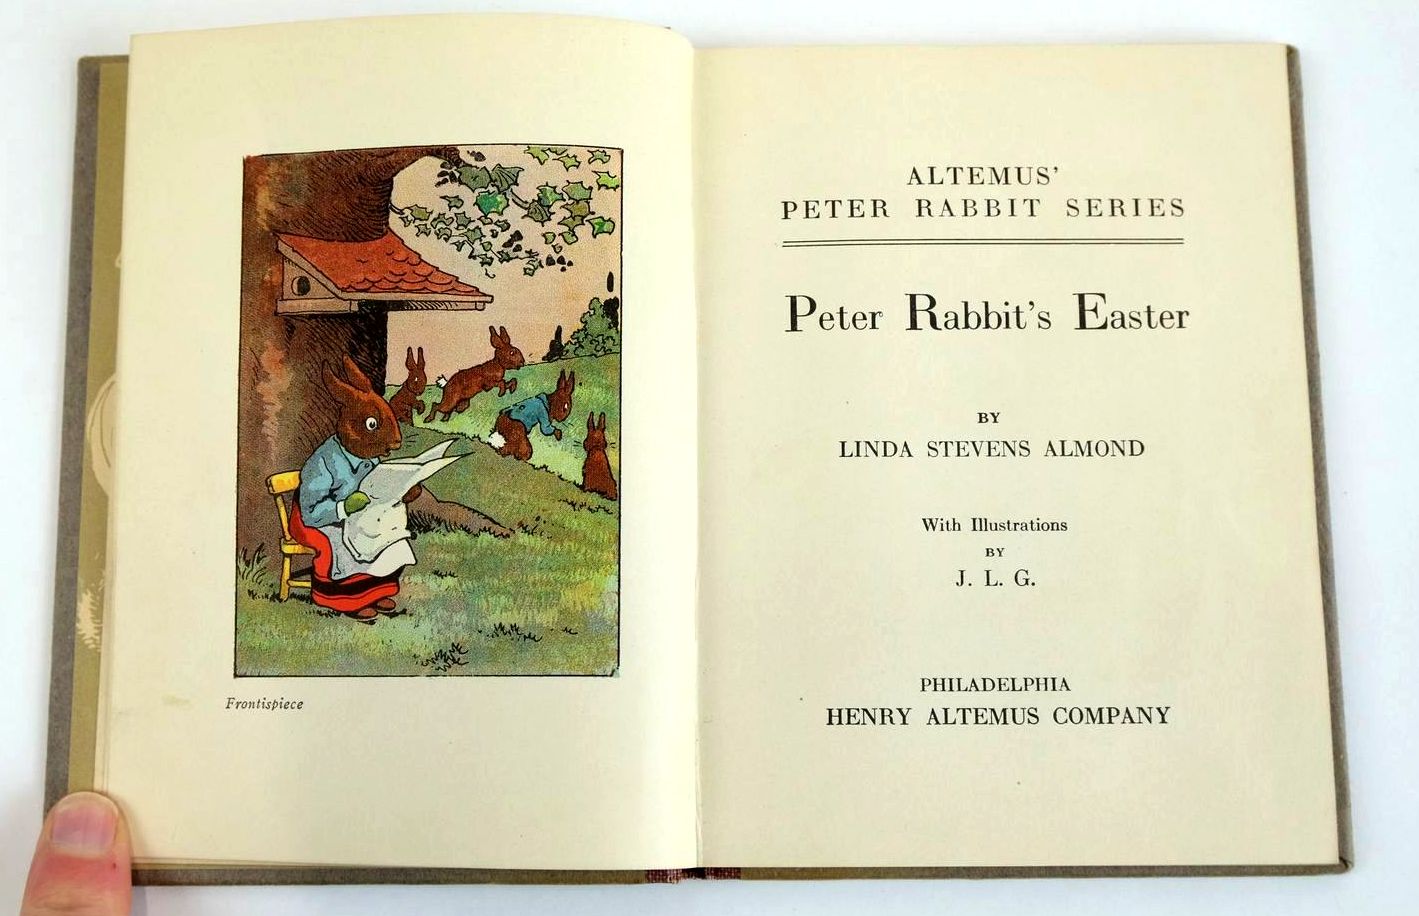 Frontispiece
ALTEMUS'
PETER RABBIT SERIES
Peter Rabbit's Easter
BY
LINDA STEVENS ALMOND
With Illustrations
BY
J. L. G.
PHILADELPHIA
HENRY ALTEMUS COMPANY